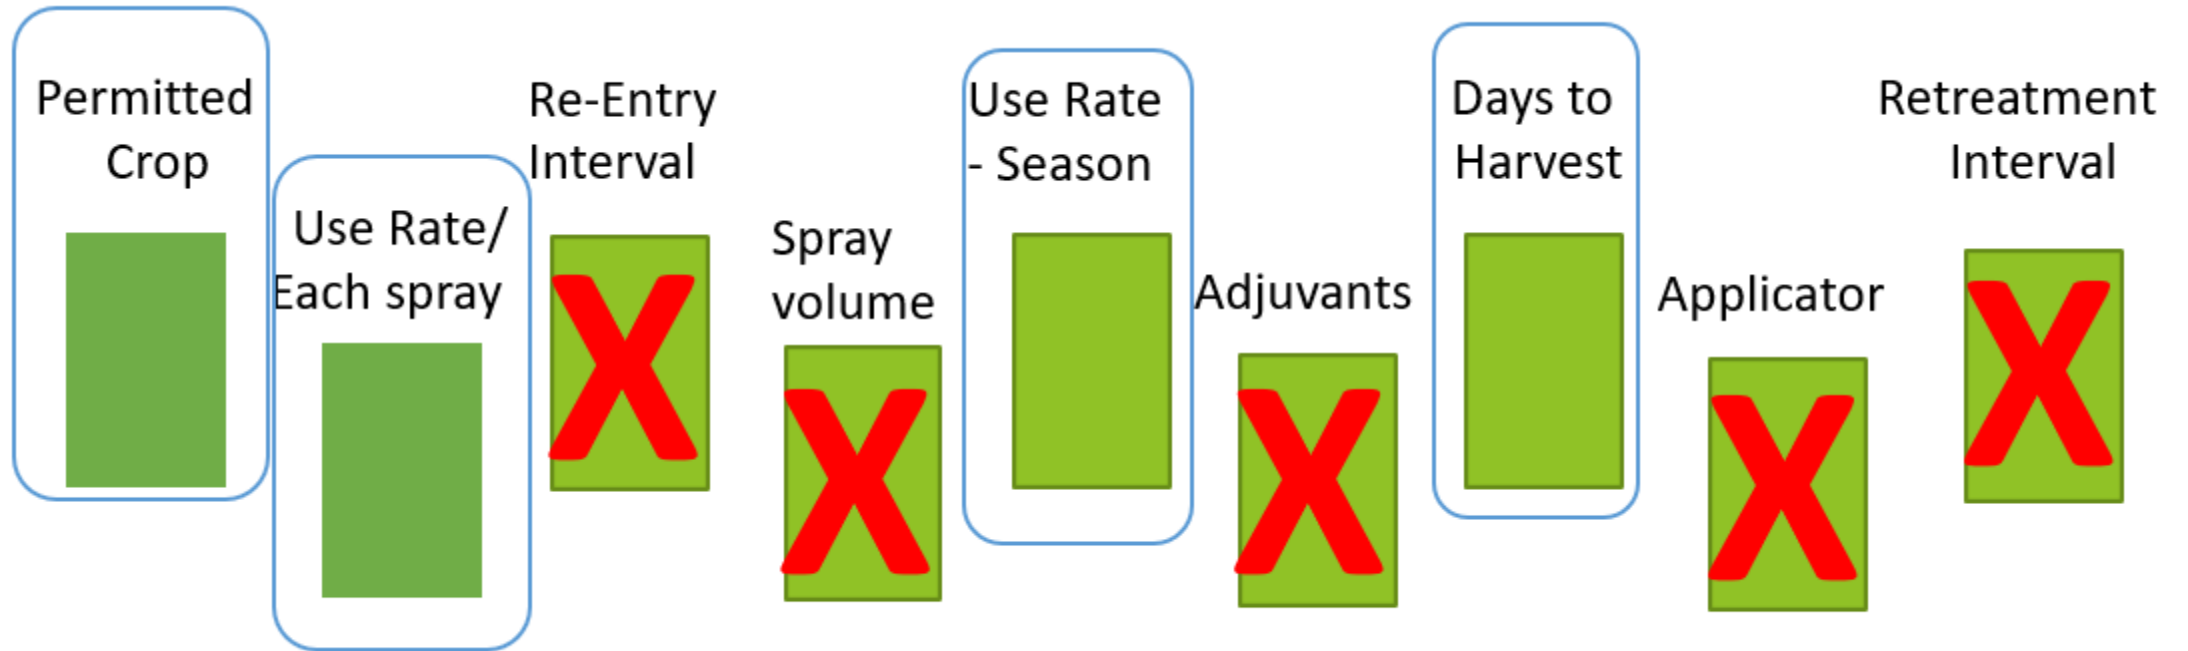 Permitted
Crop
Use Rate/
Each spray
Re-Entry
Interval
X
Spray
volume
X
Use Rate
- Season
Adjuvants
X
Days to
Harvest
Applicator
X
Retreatment
Interval
X